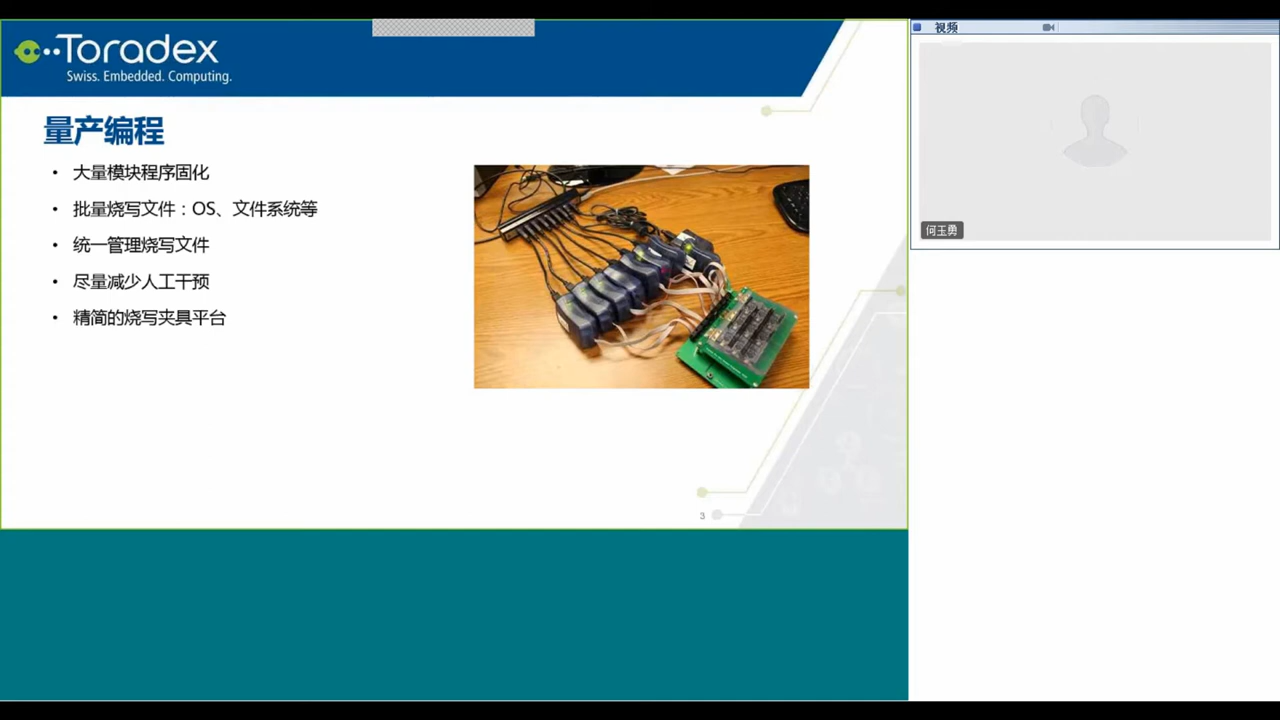 Toradex
Swiss. Embedded. Computing.
量产编程
• 大量模块程序固化
• 批量烧写文件：OS、文件系统等
• 统一管理烧写文件
• 尽量减少人工干预
• 精简的烧写夹具平台
3
视频
何玉勇